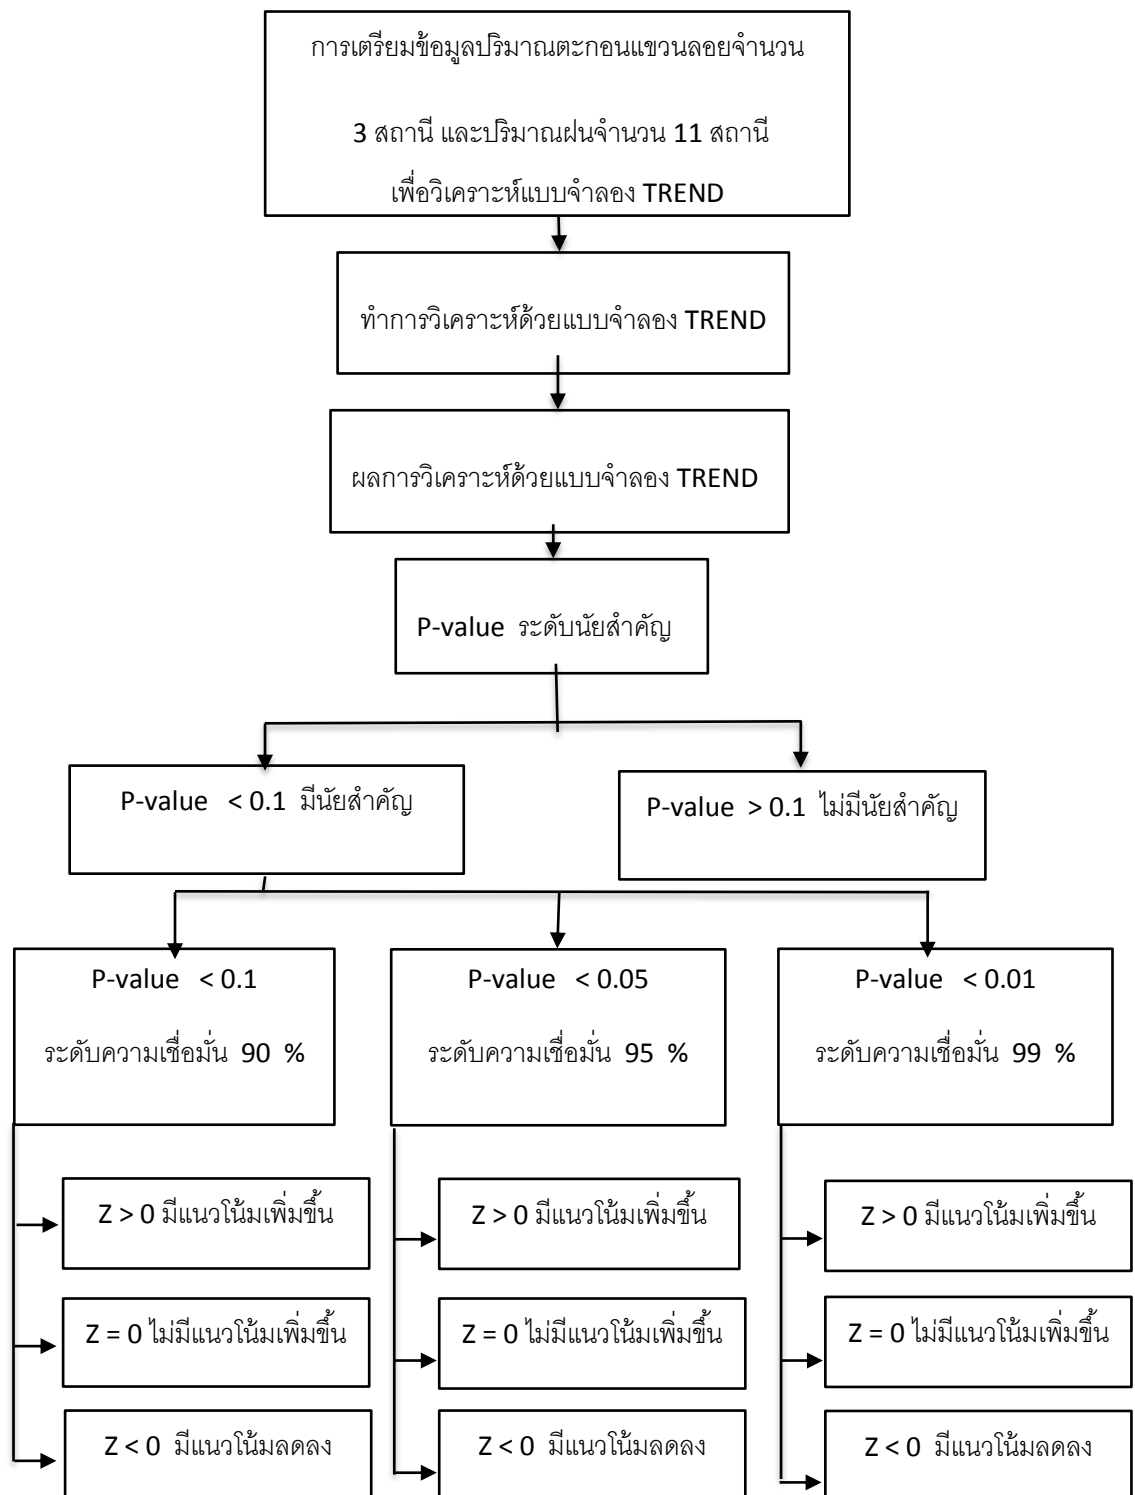 การเตรียมข้อมูลปริมาณตะกอนแขวนลอยจำนวน
3 สถานี และปริมาณฝนจำนวน 11 สถานี
เพื่อวิเคราะห์แบบจำลอง TREND
ทำการวิเคราะห์ด้วยแบบจำลอง TREND
ผลการวิเคราะห์ด้วยแบบจำลอง TREND
P-value ระดับนัยสำคัญ
P-value < 0.1 มีนัยสำคัญ
P-value > 0.1 ไม่มีนัยสำคัญ
P-value < 0.1
ระดับความเชื่อมั่น 90 %
P-value < 0.05
ระดับความเชื่อมั่น 95 %
P-value < 0.01
ระดับความเชื่อมั่น 99 %
Z > 0 มีแนวโน้มเพิ่มขึ้น
Z > 0 มีแนวโน้มเพิ่มขึ้น
Z > 0 มีแนวโน้มเพิ่มขึ้น
Z = 0 ไม่มีแนวโน้มเพิ่มขึ้น
Z = 0 ไม่มีแนวโน้มเพิ่มขึ้น
Z = 0 ไม่มีแนวโน้มเพิ่มขึ้น
Z < 0 มีแนวโน้มลดลง
Z < 0 มีแนวโน้มลดลง
Z < 0 มีแนวโน้มลดลง